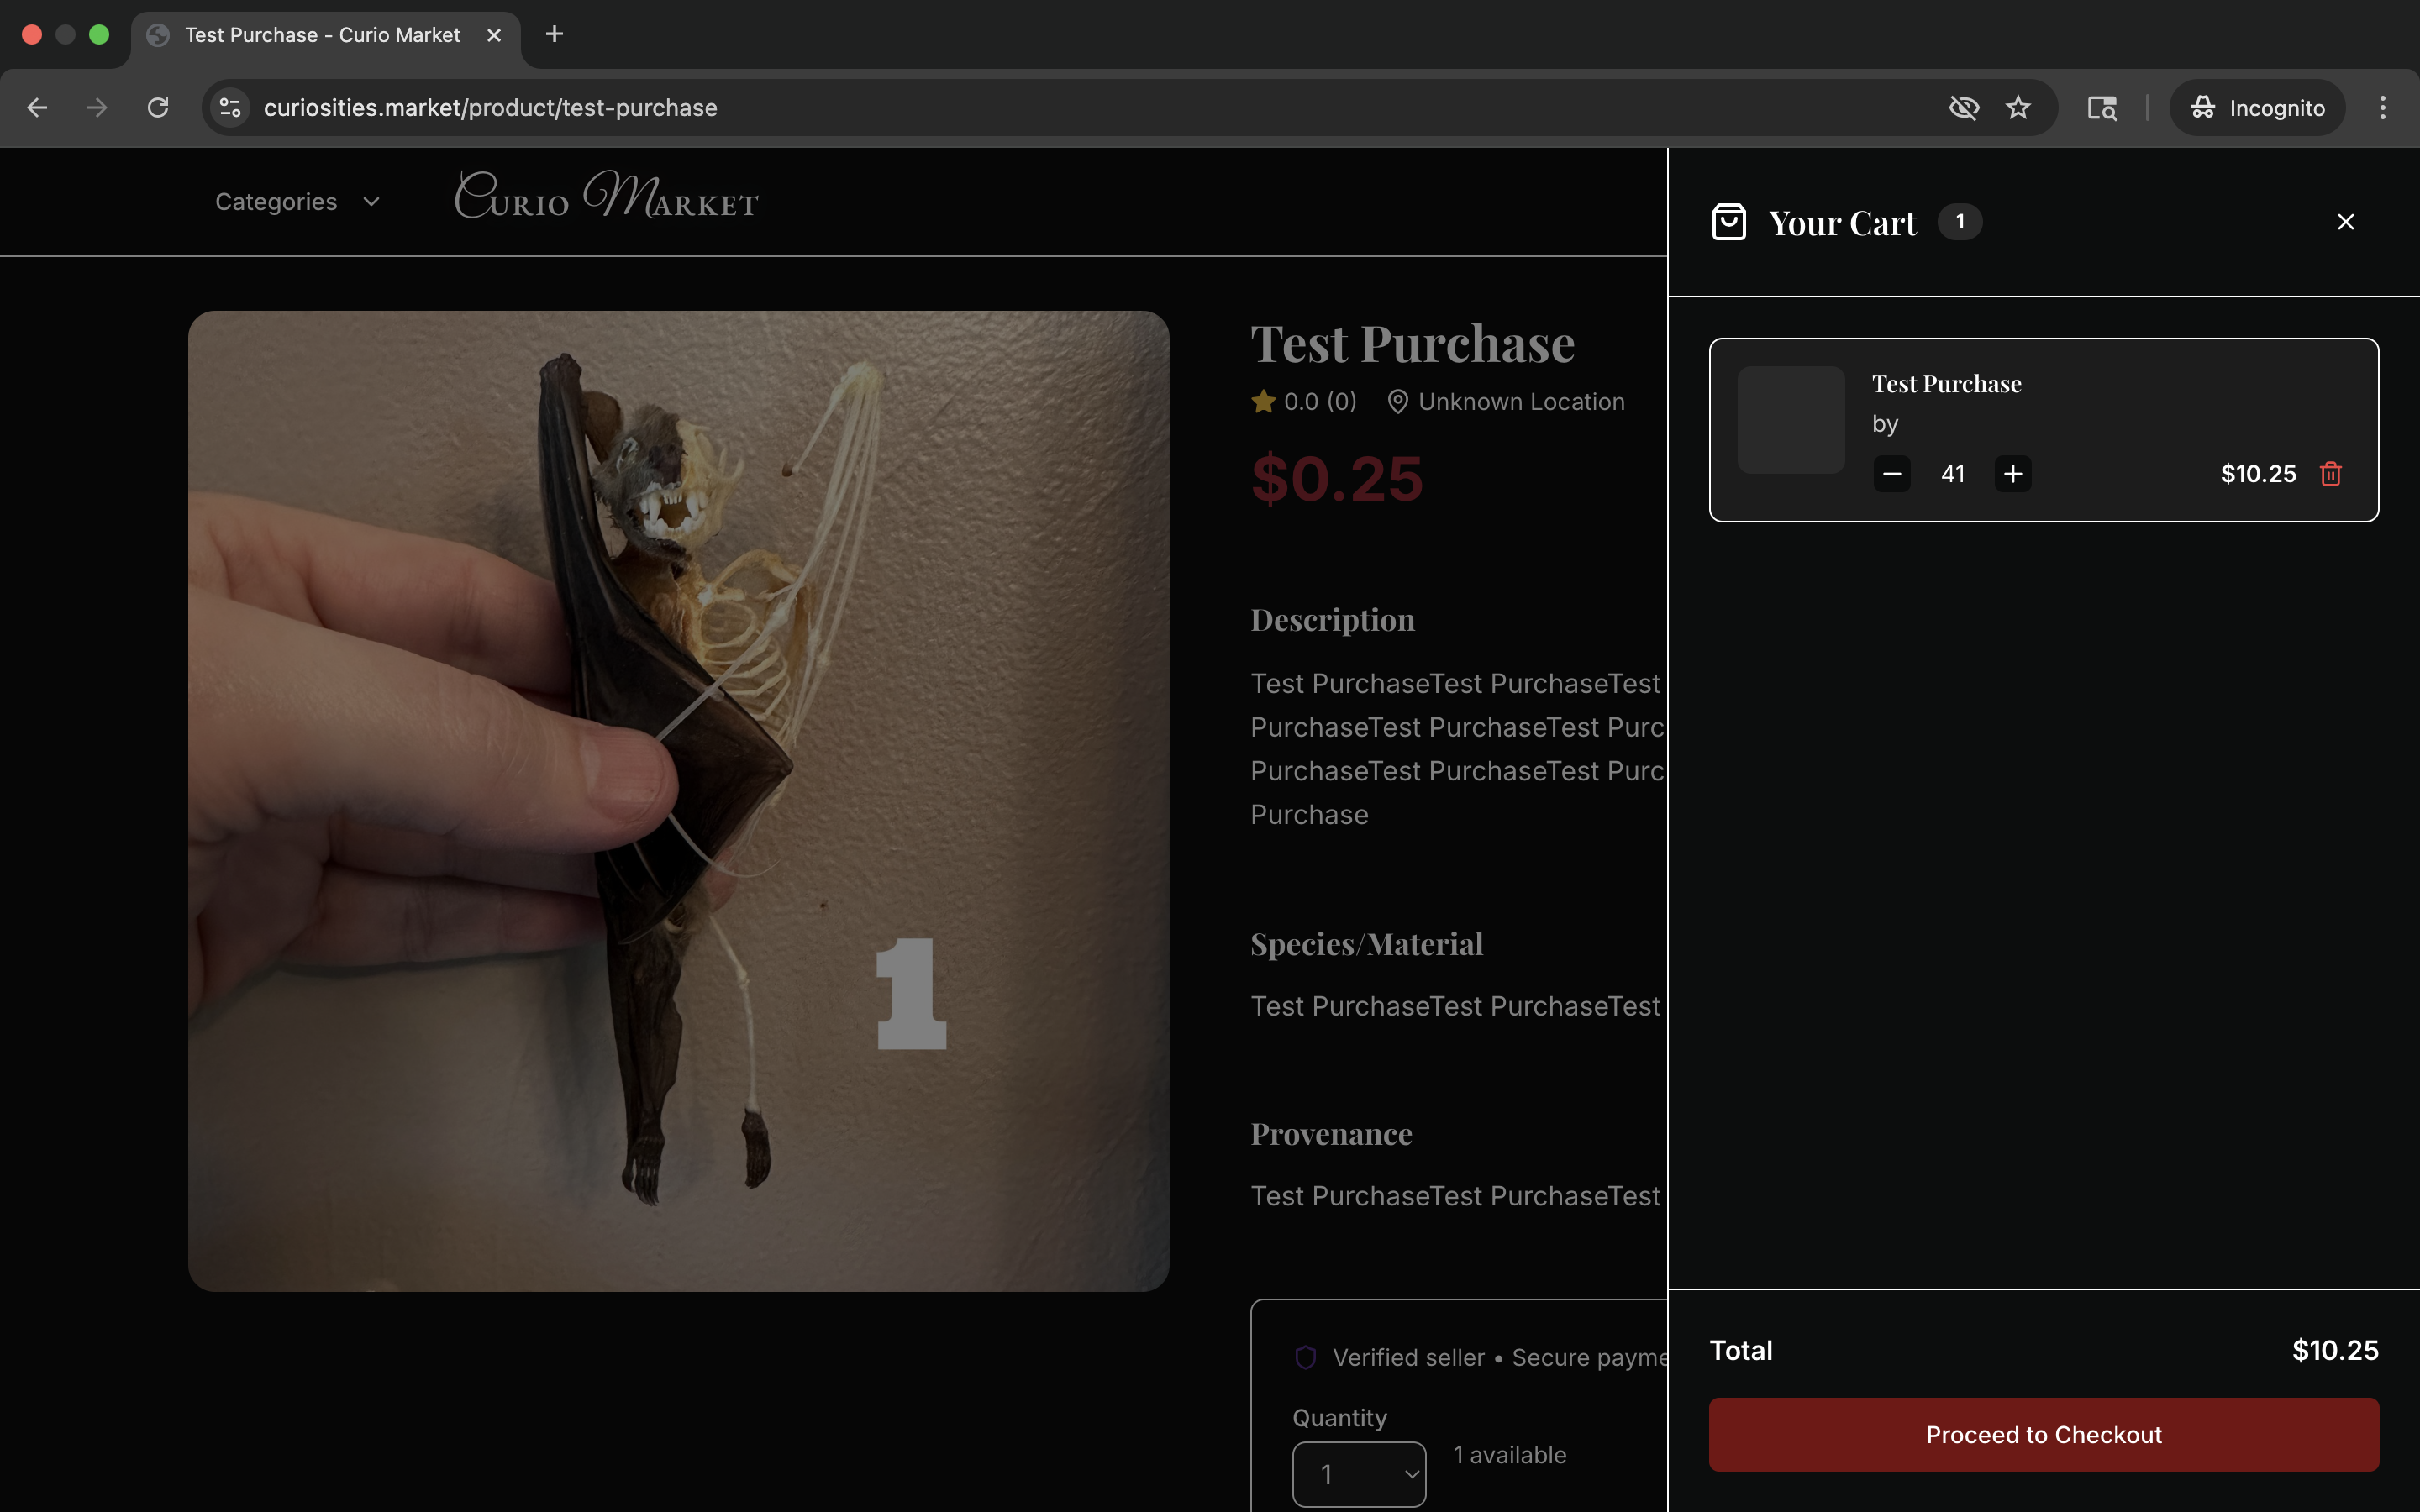 Test Purchase - Curio Market
curiosities.market/product/test-purchase
Incognito
Categories
Curio Market
Your Cart 1
Test Purchase
by
41
$10.25
Test Purchase
0.0 (0) Unknown Location
$0.25
Description
Test PurchaseTest PurchaseTest
PurchaseTest PurchaseTest Purc
PurchaseTest PurchaseTest Purc
Purchase
Species/Material
Test PurchaseTest PurchaseTest
Provenance
Test PurchaseTest PurchaseTest
1
Verified seller • Secure payme
Quantity
1
1 available
Total $10.25
Proceed to Checkout